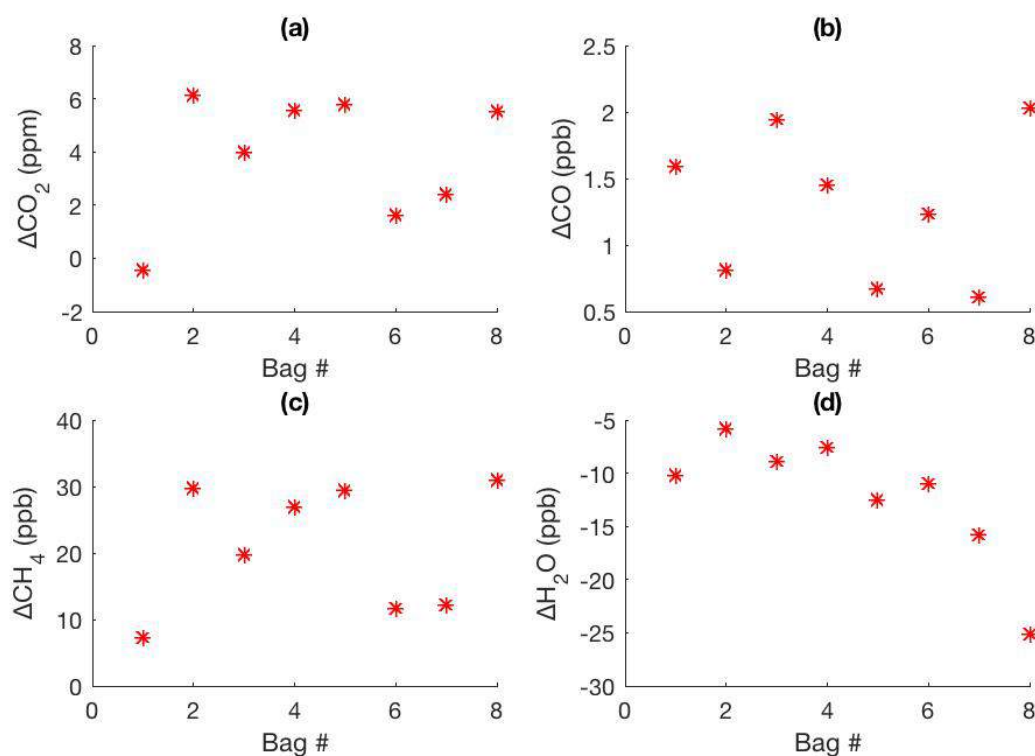 (a)
8
6
4
2
0
-2
ΔCO₂ (ppm)
0 2 4 6 8
Bag #
(b)
2.5
2
1.5
1
0.5
ΔCO (ppb)
0 2 4 6 8
Bag #
(c)
40
30
20
10
0
ΔCH₄ (ppb)
0 2 4 6 8
Bag #
(d)
-5
-10
-15
-20
-25
-30
ΔH₂O (ppb)
0 2 4 6 8
Bag #